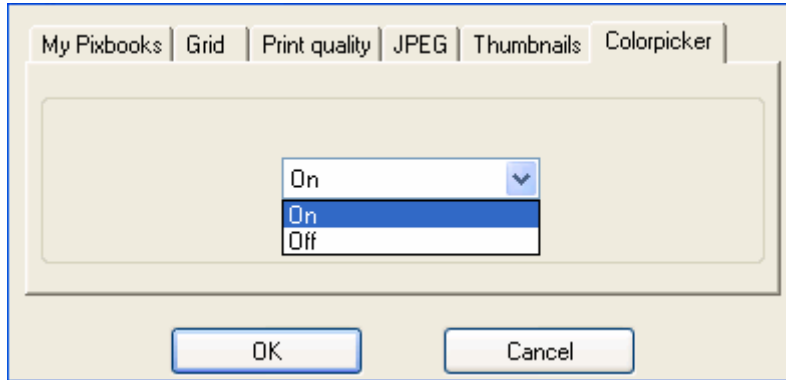 My Pixbooks Grid Print quality JPEG Thumbnails Colorpicker
On
On
Off
OK Cancel